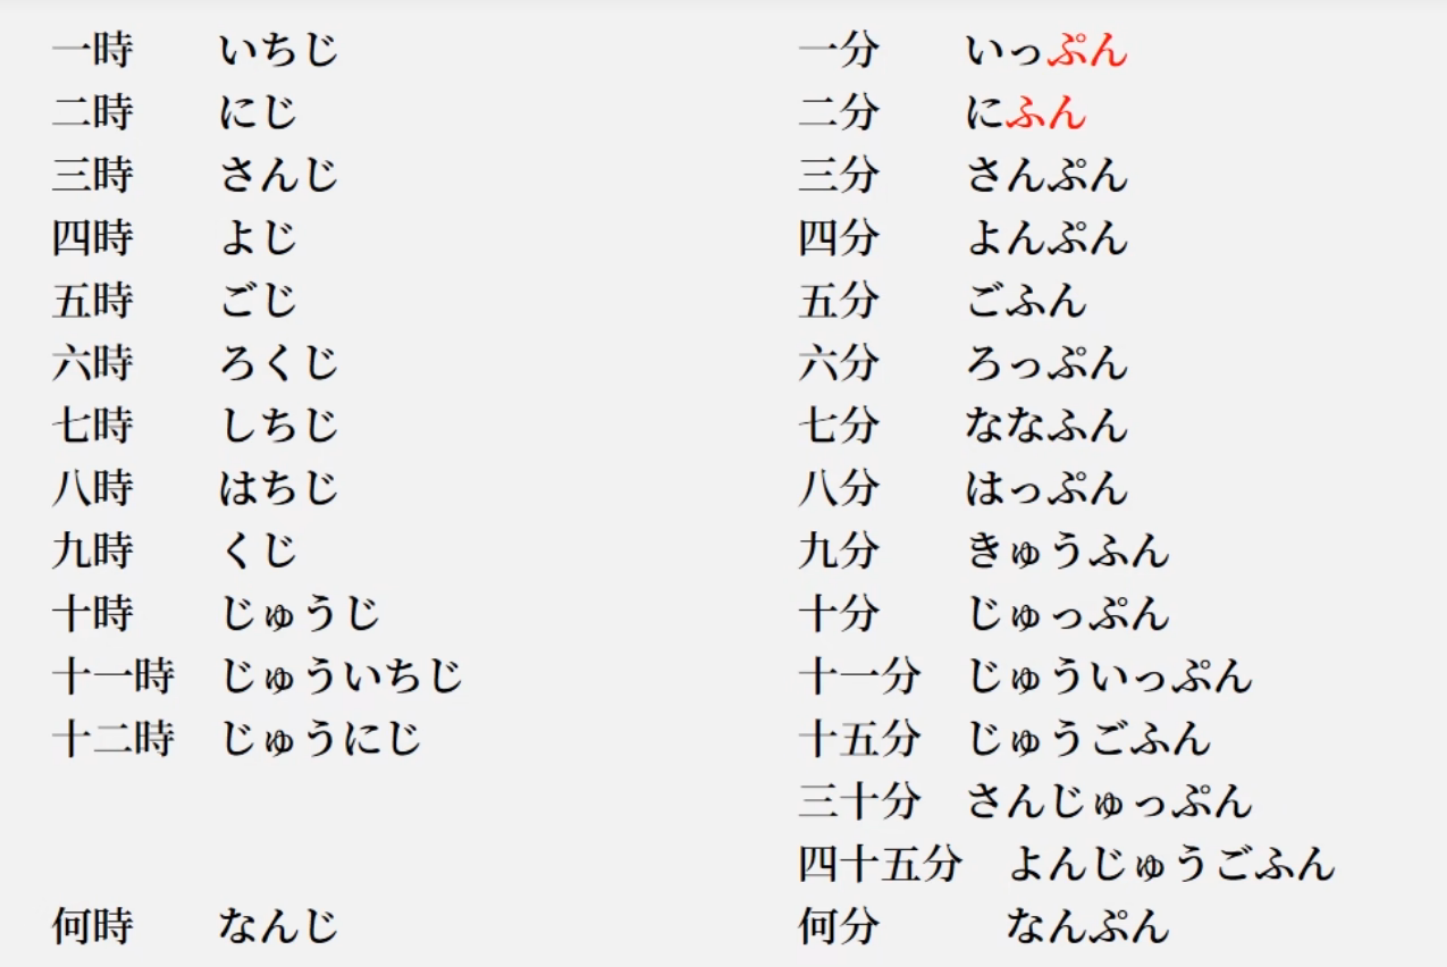 一時　　いちじ
二時　　にじ
三時　　さんじ
四時　　よじ
五時　　ごじ
六時　　ろくじ
七時　　しちじ
八時　　はちじ
九時　　くじ
十時　　じゅうじ
十一時　じゅういちじ
十二時　じゅうにじ
何時　　なんじ
一分　　いっぷん
二分　　にふん
三分　　さんぷん
四分　　よんぷん
五分　　ごふん
六分　　ろっぷん
七分　　ななふん
八分　　はっぷん
九分　　きゅうふん
十分　　じゅっぷん
十一分　じゅういっぷん
十五分　じゅうごふん
三十分　さんじゅっぷん
四十五分　よんじゅうごふん
何分　　　なんぷん